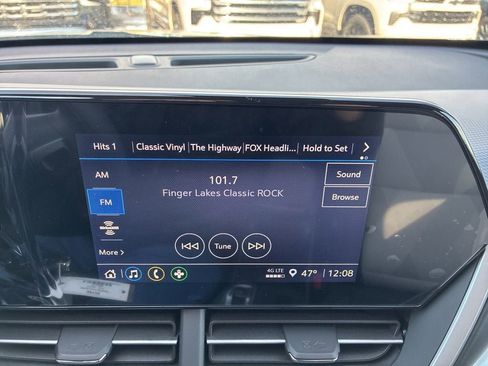 Hits 1 Classic Vinyl The Highway FOX Headli... Hold to Set
AM 101.7 Sound
Finger Lakes Classic ROCK
FM Browse
Tune
More
4G LTE 47° 12:08